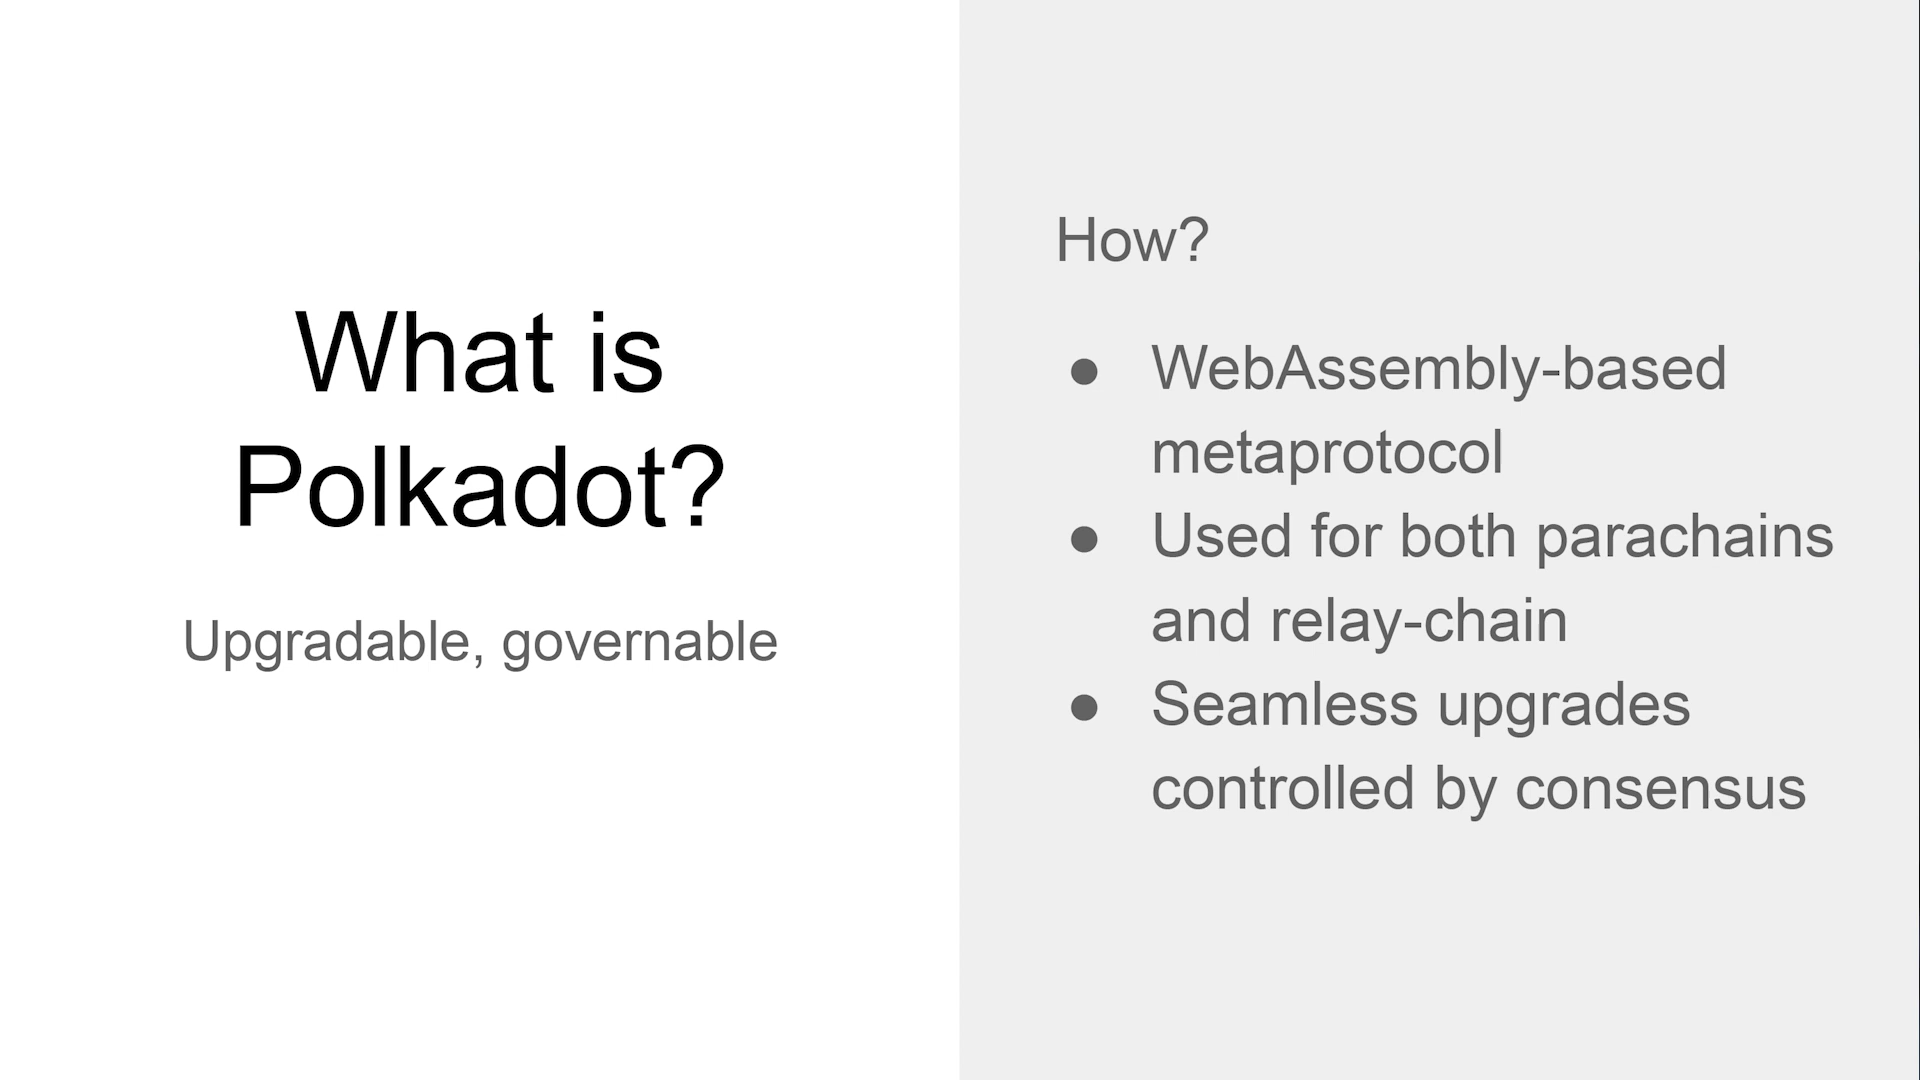 What is
Polkadot?
Upgradable, governable
How?
● WebAssembly-based
metaprotocol
● Used for both parachains
and relay-chain
● Seamless upgrades
controlled by consensus